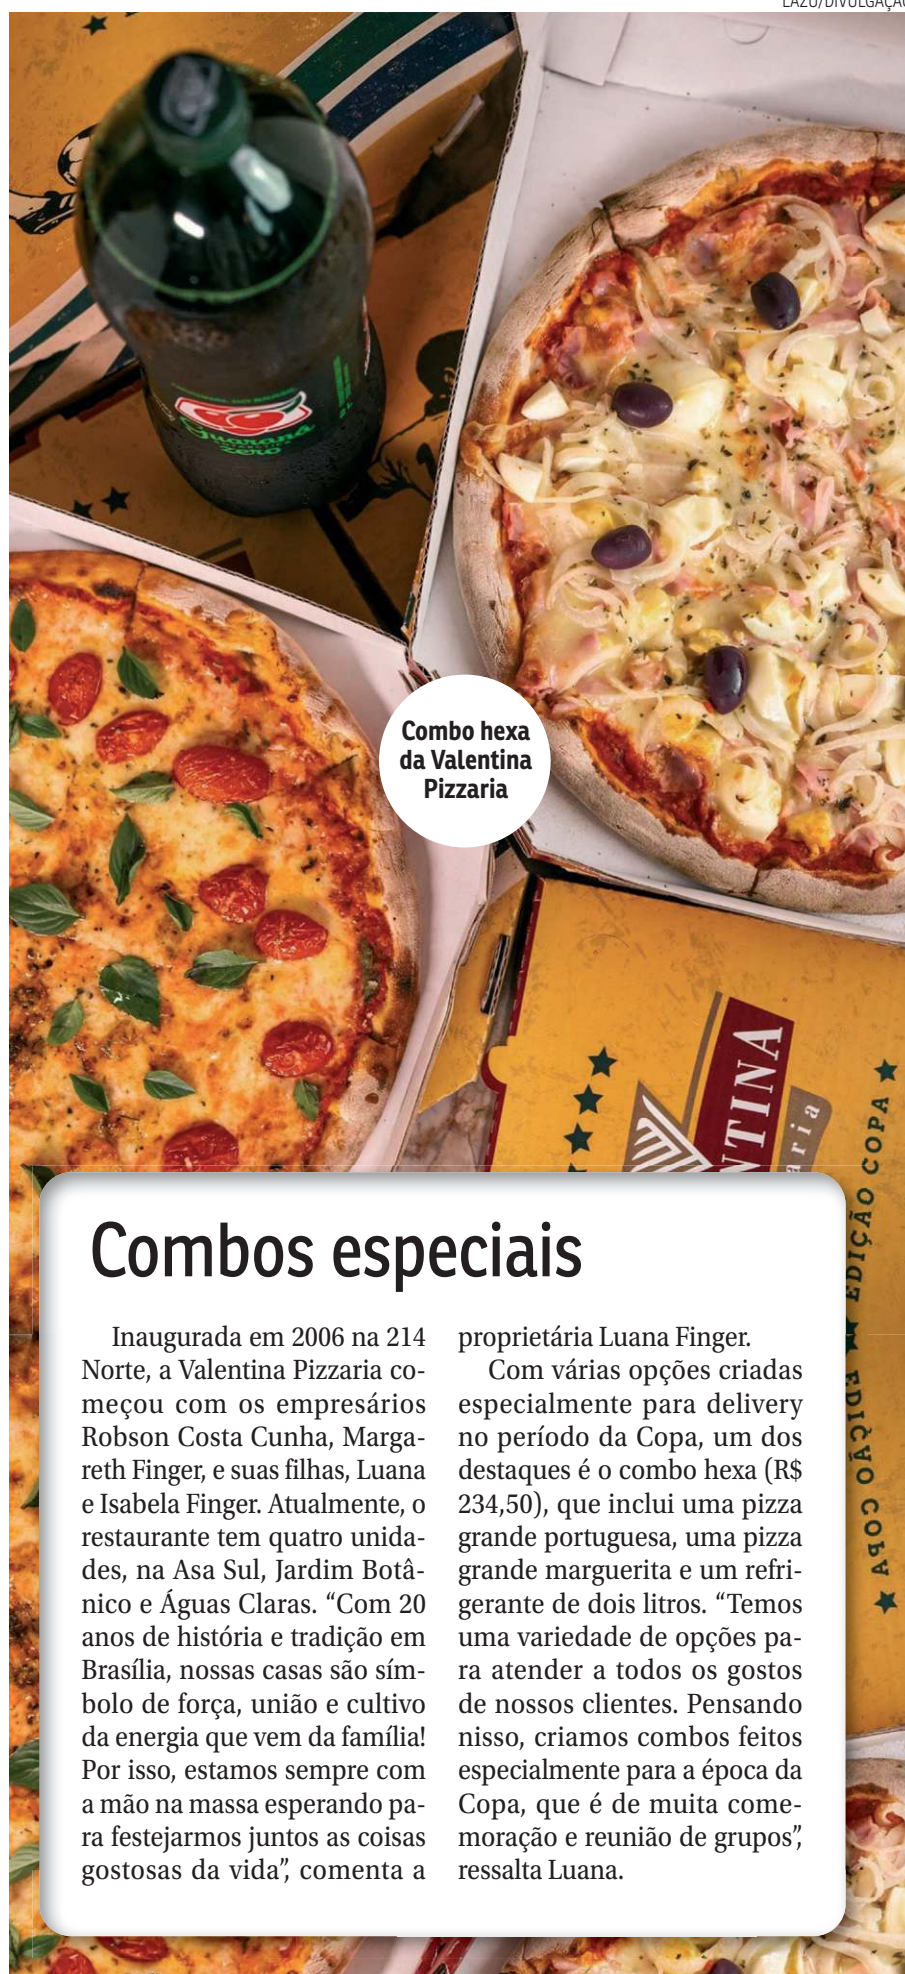 LAZU/DIVULGAÇÃO
Guaraná
zero
Combo hexa
da Valentina
Pizzaria
NTINA
aria
EDIÇÃO COPA
EDIÇÃO COPA
Combos especiais
Inaugurada em 2006 na 214
Norte, a Valentina Pizzaria co-
meçou com os empresários
Robson Costa Cunha, Marga-
reth Finger, e suas filhas, Luana
e Isabela Finger. Atualmente, o
restaurante tem quatro unida-
des, na Asa Sul, Jardim Botâ-
nico e Águas Claras. “Com 20
anos de história e tradição em
Brasília, nossas casas são sím-
bolo de força, união e cultivo
da energia que vem da família!
Por isso, estamos sempre com
a mão na massa esperando pa-
ra festejarmos juntos as coisas
gostosas da vida”, comenta a
proprietária Luana Finger.
Com várias opções criadas
especialmente para delivery
no período da Copa, um dos
destaques é o combo hexa (R$
234,50), que inclui uma pizza
grande portuguesa, uma pizza
grande marguerita e um refri-
gerante de dois litros. “Temos
uma variedade de opções pa-
ra atender a todos os gostos
de nossos clientes. Pensando
nisso, criamos combos feitos
especialmente para a época da
Copa, que é de muita come-
moração e reunião de grupos”,
ressalta Luana.